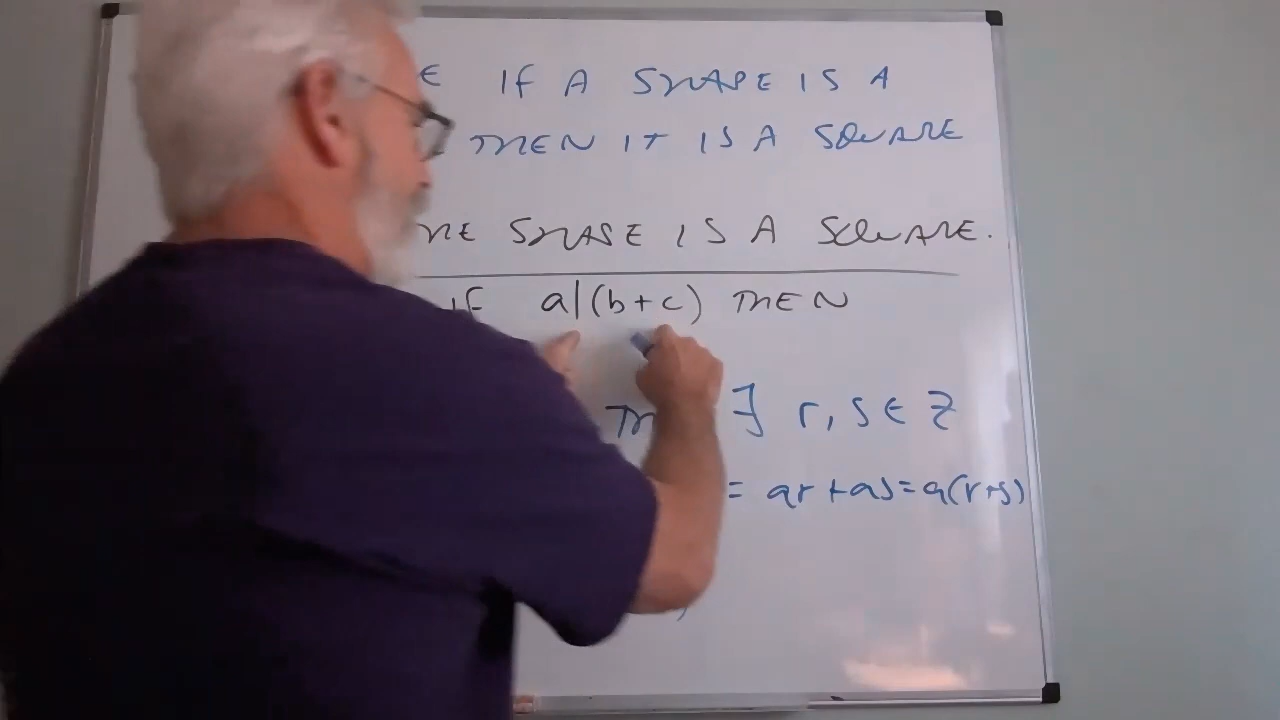 E IF A SHAPE IS A
THEN IT IS A SQUARE
THE SHAPE IS A SQUARE.
IF a|(b+c) THEN
∃ r, s ∈ Z
= ar + as = a(r+s)